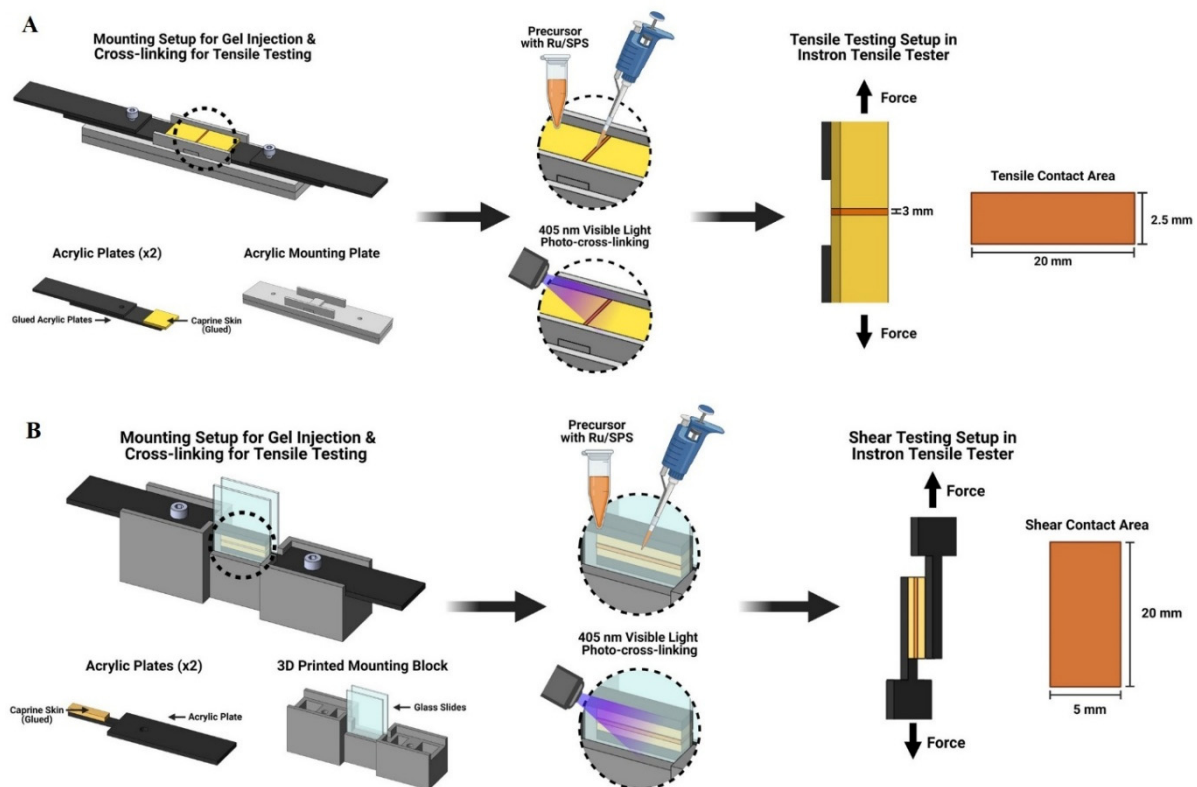 A
Mounting Setup for Gel Injection &
Cross-linking for Tensile Testing
Precursor
with Ru/SPS
Tensile Testing Setup in
Instron Tensile Tester
Force
Tensile Contact Area
3 mm
2.5 mm
20 mm
405 nm Visible Light
Photo-cross-linking
Acrylic Plates (x2)
Acrylic Mounting Plate
Glued Acrylic Plates
Caprine Skin
(Glued)
Force
B
Mounting Setup for Gel Injection &
Cross-linking for Tensile Testing
Precursor
with Ru/SPS
Shear Testing Setup in
Instron Tensile Tester
Force
Shear Contact Area
20 mm
5 mm
405 nm Visible Light
Photo-cross-linking
Acrylic Plates (x2)
3D Printed Mounting Block
Caprine Skin
(Glued)
Acrylic Plate
Glass Slides
Force